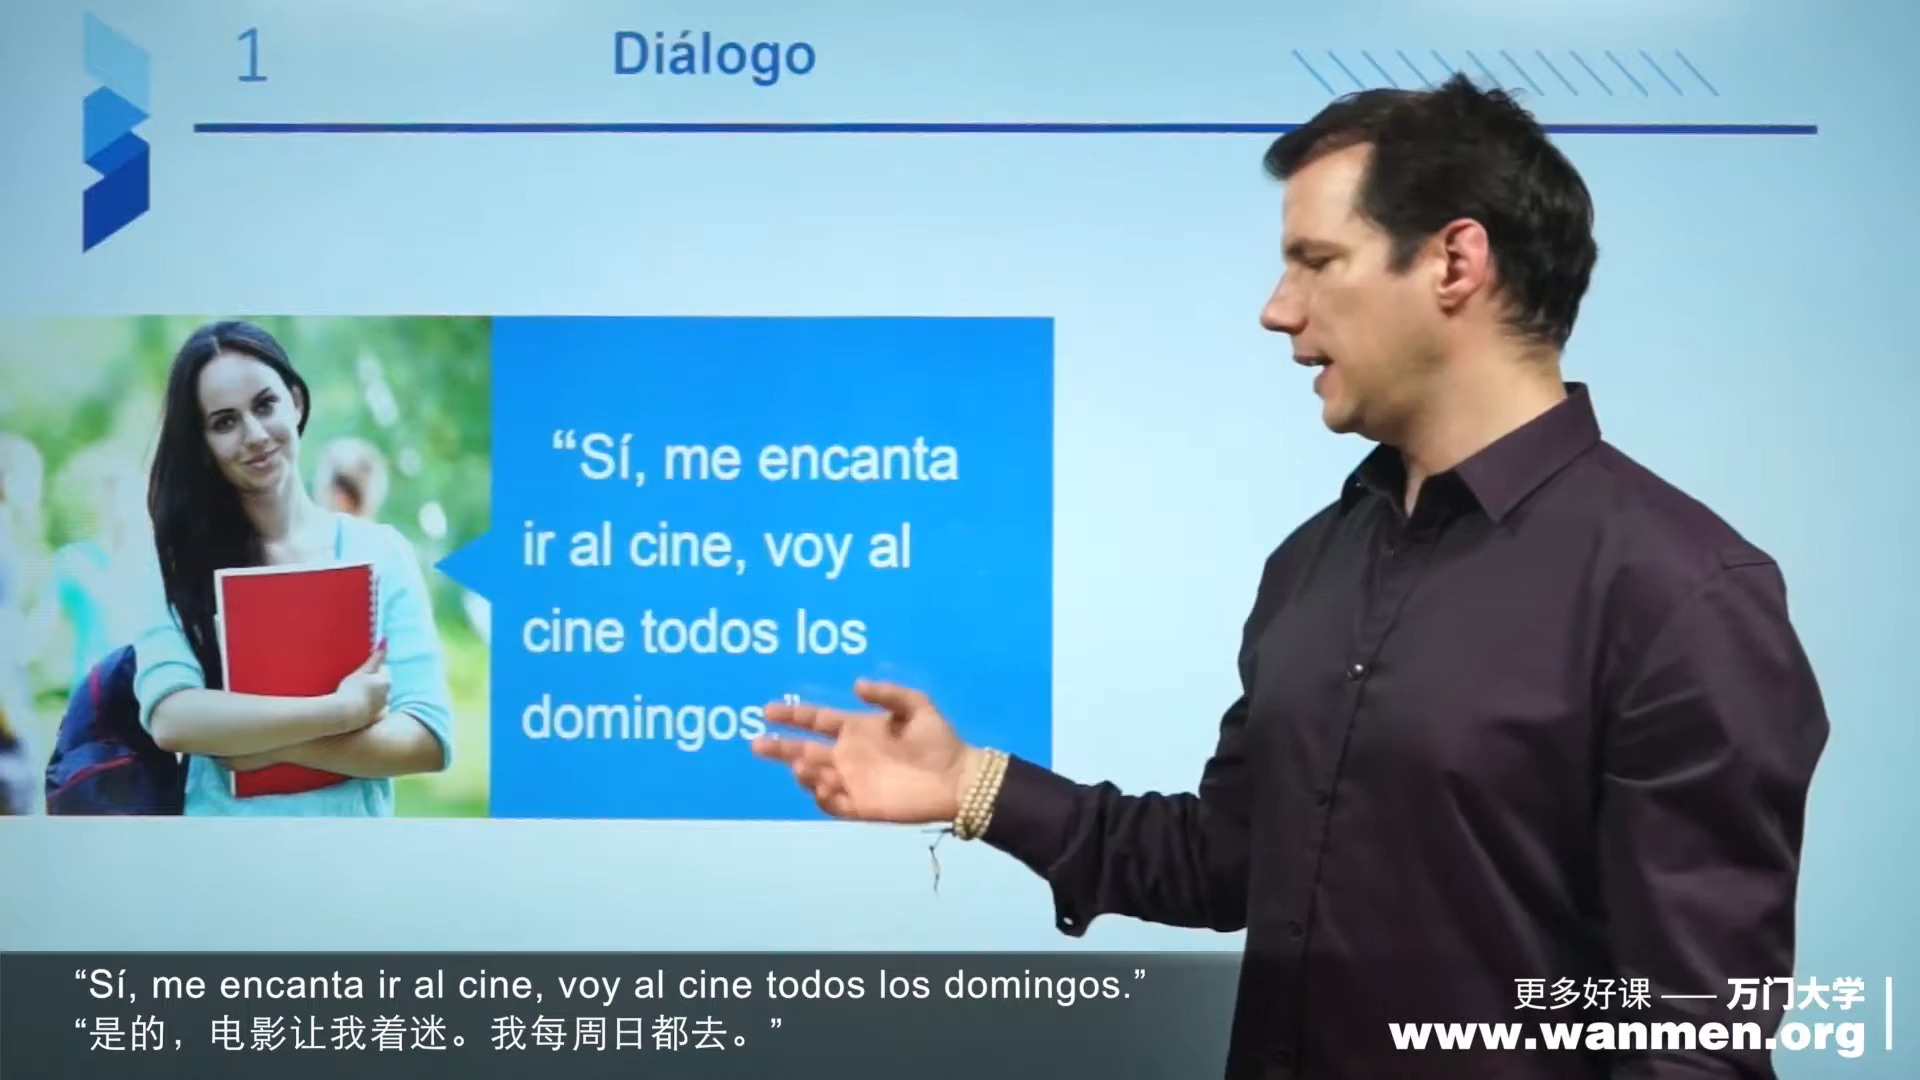 1
Diálogo
“Sí, me encanta
ir al cine, voy al
cine todos los
domingos.”
“Sí, me encanta ir al cine, voy al cine todos los domingos.”
“是的，电影让我着迷。我每周日都去。”
更多好课 —— 万门大学
www.wanmen.org